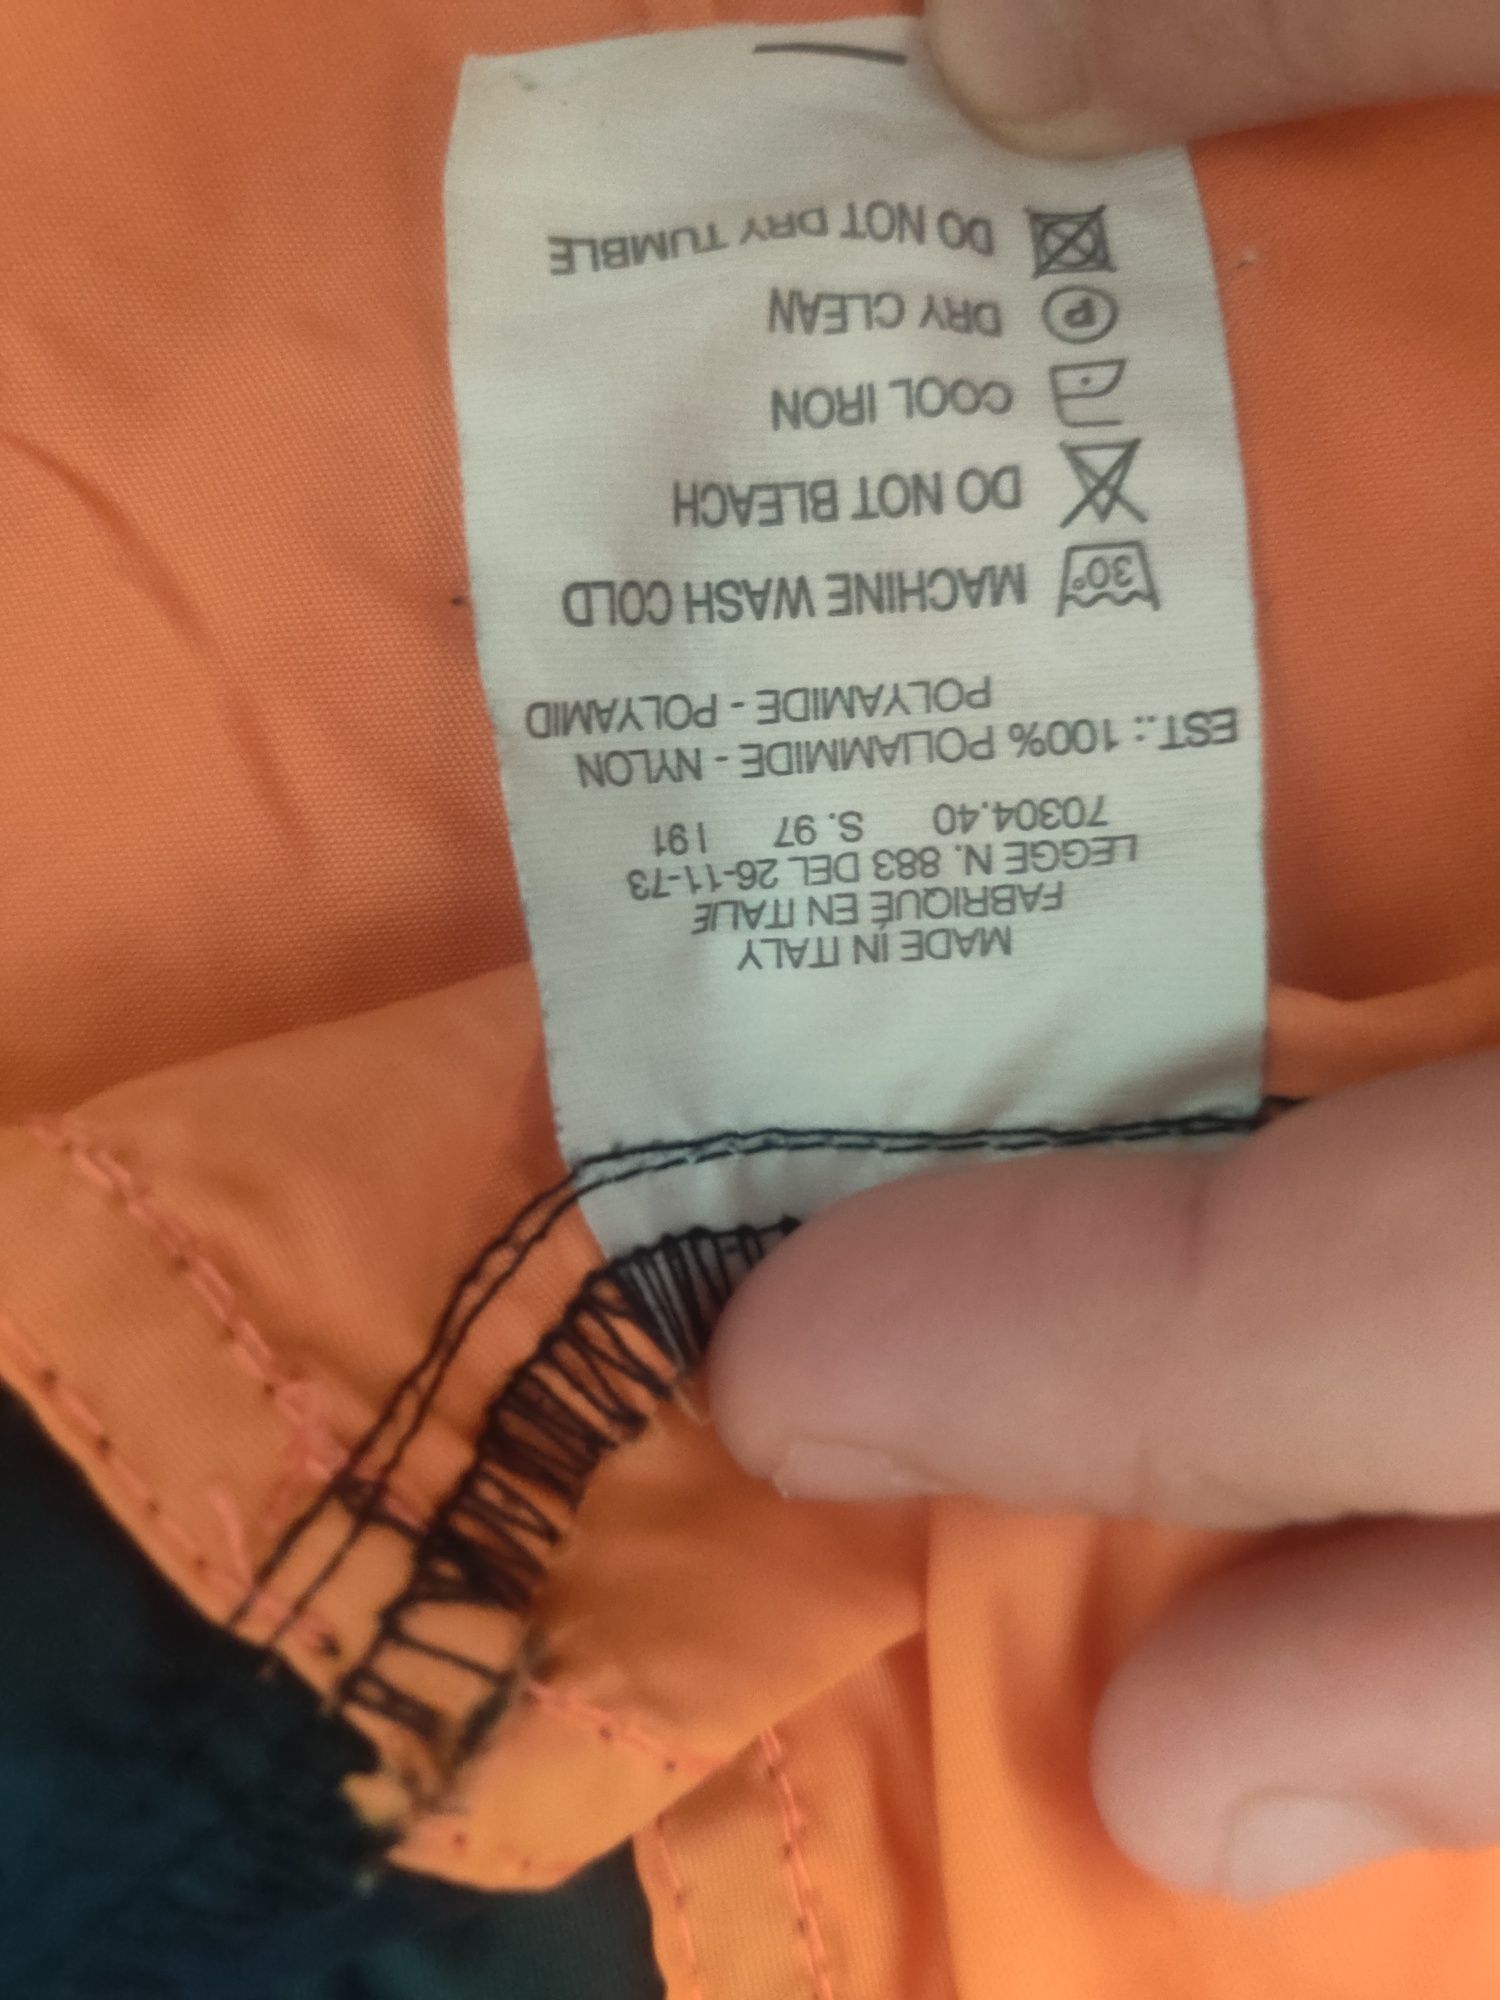 MADE IN ITALY
FABRIQUÉ EN ITALIE
LEGGE N. 883 DEL 26-11-73
70304.40 S. 97 I 91
EST.: 100% POLIAMMIDE - NYLON
POLYAMIDE - POLYAMID
30° MACHINE WASH COLD
DO NOT BLEACH
COOL IRON
P DRY CLEAN
DO NOT DRY TUMBLE